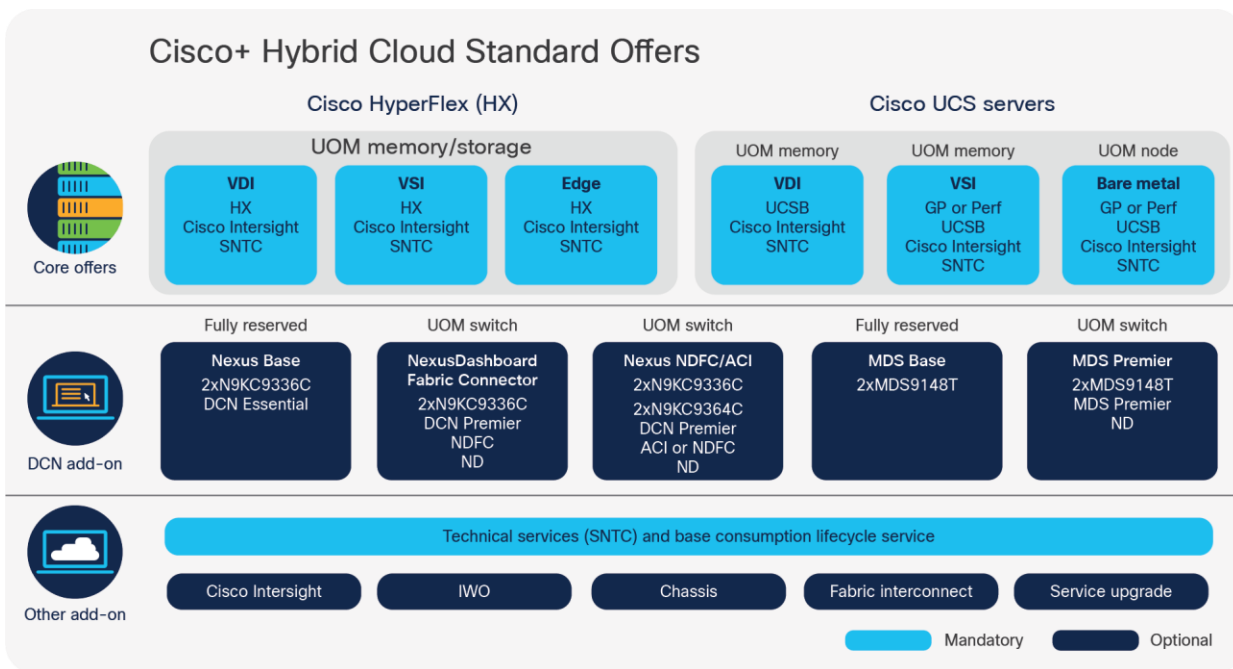 Cisco+ Hybrid Cloud Standard Offers
Cisco HyperFlex (HX)
Cisco UCS servers
UOM memory/storage
UOM memory
UOM memory
UOM node
VDI
HX
Cisco Intersight
SNTC
VSI
HX
Cisco Intersight
SNTC
Edge
HX
Cisco Intersight
SNTC
VDI
UCSB
Cisco Intersight
SNTC
VSI
GP or Perf
UCSB
Cisco Intersight
SNTC
Bare metal
GP or Perf
UCSB
Cisco Intersight
SNTC
Core offers
Fully reserved
UOM switch
UOM switch
Fully reserved
UOM switch
Nexus Base
2xN9KC9336C
DCN Essential
NexusDashboard
Fabric Connector
2xN9KC9336C
DCN Premier
NDFC
ND
Nexus NDFC/ACI
2xN9KC9336C
2xN9KC9364C
DCN Premier
ACI or NDFC
ND
MDS Base
2xMDS9148T
MDS Premier
2xMDS9148T
MDS Premier
ND
DCN add-on
Technical services (SNTC) and base consumption lifecycle service
Cisco Intersight
IWO
Chassis
Fabric interconnect
Service upgrade
Other add-on
Mandatory
Optional